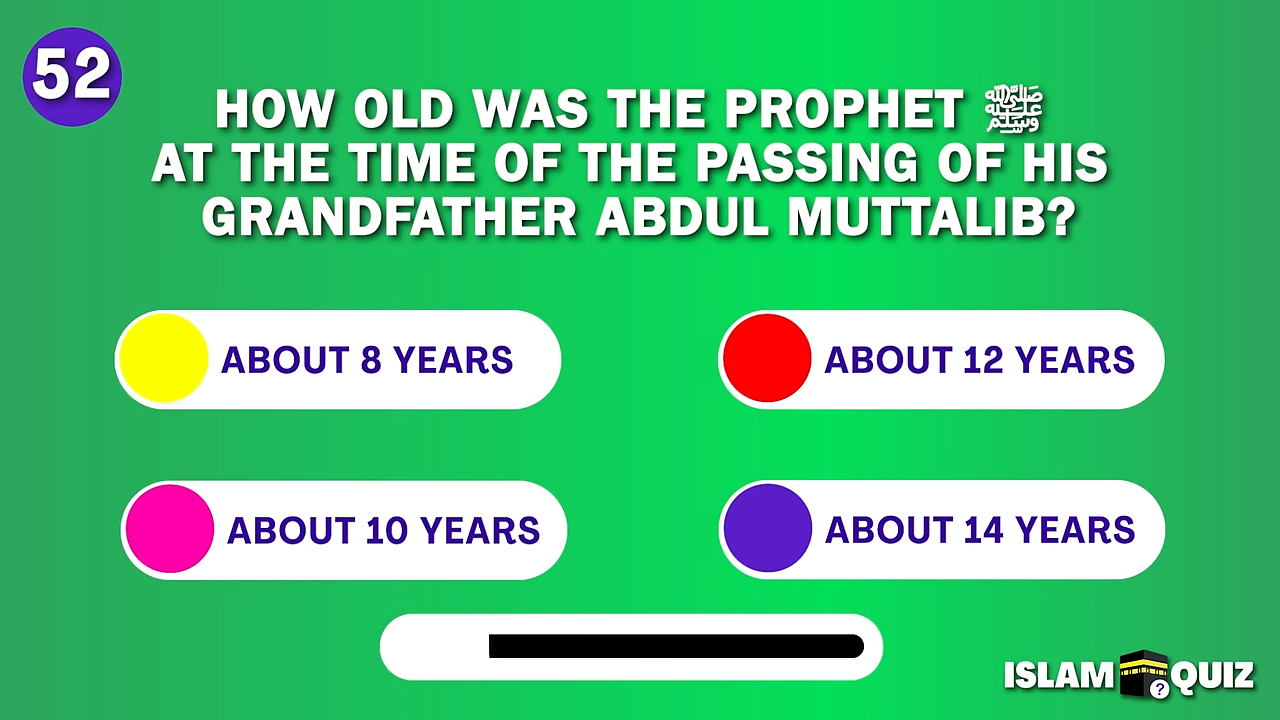 52
HOW OLD WAS THE PROPHET ﷺ
AT THE TIME OF THE PASSING OF HIS
GRANDFATHER ABDUL MUTTALIB?
ABOUT 8 YEARS
ABOUT 12 YEARS
ABOUT 10 YEARS
ABOUT 14 YEARS
ISLAM ? QUIZ